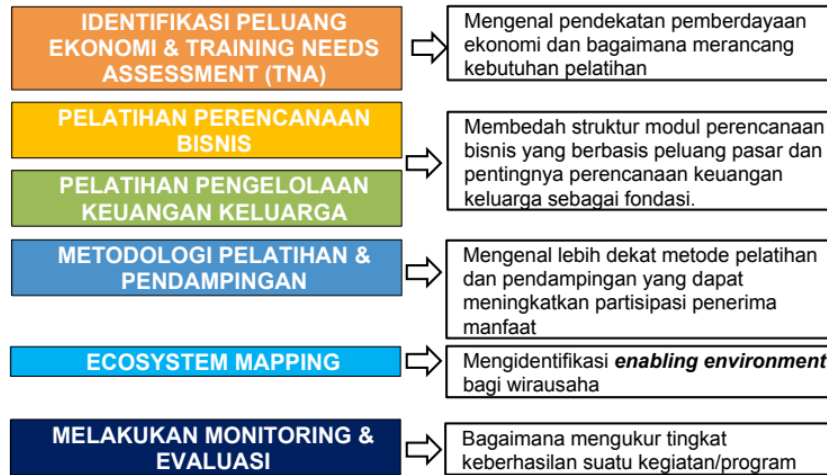 IDENTIFIKASI PELUANG
EKONOMI & TRAINING NEEDS
ASSESSMENT (TNA)
Mengenal pendekatan pemberdayaan
ekonomi dan bagaimana merancang
kebutuhan pelatihan
PELATIHAN PERENCANAAN
BISNIS
PELATIHAN PENGELOLAAN
KEUANGAN KELUARGA
Membedah struktur modul perencanaan
bisnis yang berbasis peluang pasar dan
pentingnya perencanaan keuangan
keluarga sebagai fondasi.
METODOLOGI PELATIHAN &
PENDAMPINGAN
Mengenal lebih dekat metode pelatihan
dan pendampingan yang dapat
meningkatkan partisipasi penerima
manfaat
ECOSYSTEM MAPPING
Mengidentifikasi enabling environment
bagi wirausaha
MELAKUKAN MONITORING &
EVALUASI
Bagaimana mengukur tingkat
keberhasilan suatu kegiatan/program